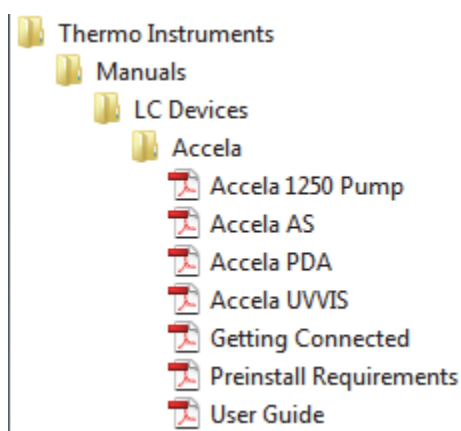 Thermo Instruments
Manuals
LC Devices
Accela
Accela 1250 Pump
Accela AS
Accela PDA
Accela UVVIS
Getting Connected
Preinstall Requirements
User Guide